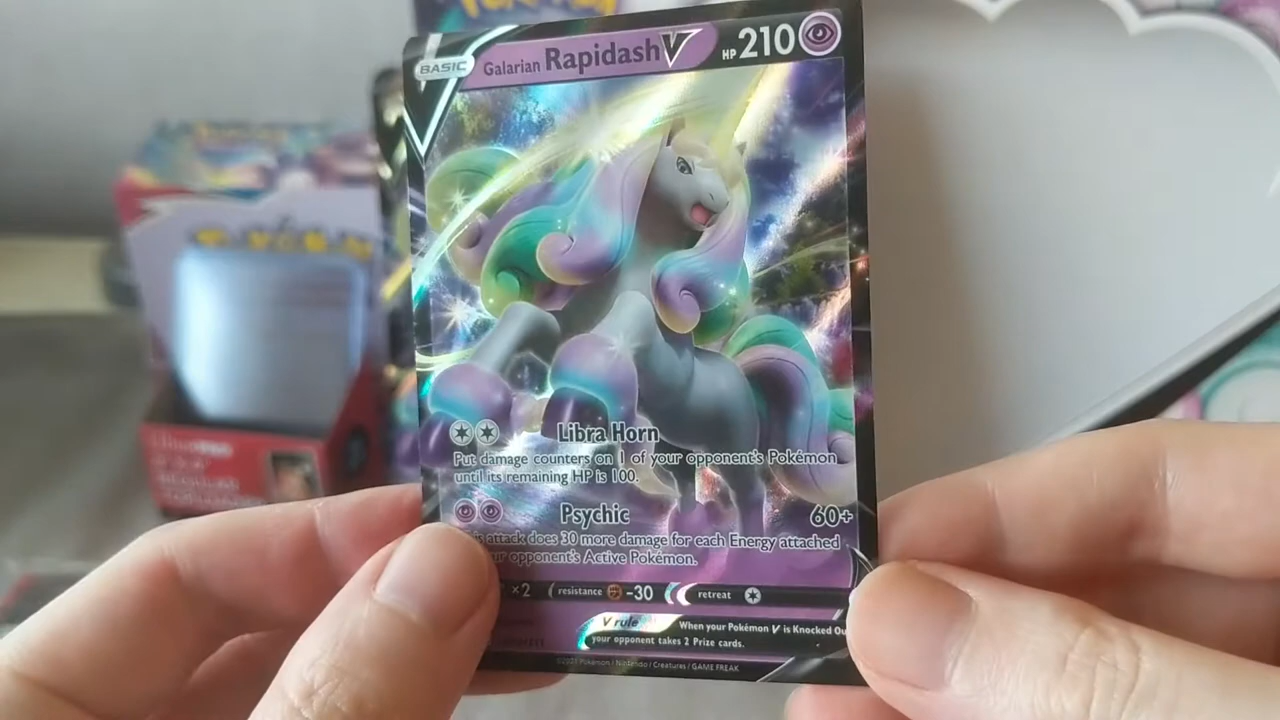 BASIC
Galarian Rapidash V HP 210
Libra Horn
Put damage counters on 1 of your opponent's Pokémon
until its remaining HP is 100.
Psychic 60+
attack does 30 more damage for each Energy attached
opponent's Active Pokémon.
×2 resistance -30 retreat
V rule When your Pokémon V is Knocked
your opponent takes 2 Prize cards.
©2021 Pokémon / Nintendo / Creatures / GAME FREAK